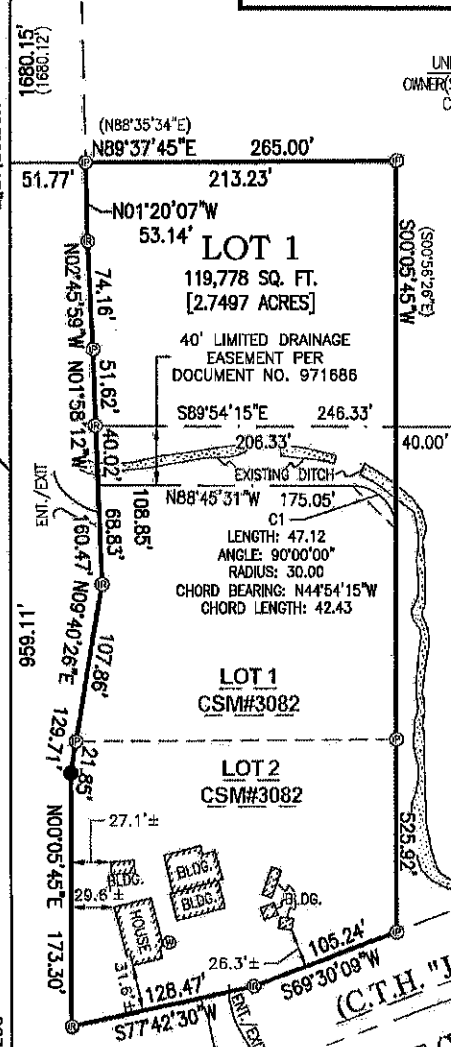 1680.15'
(1680.12')
(N88°35'34"E)
N89°37'45"E 265.00'
51.77' 213.23'
N01°20'07"W
53.14'
LOT 1
119,778 SQ. FT.
[2.7497 ACRES]
S00°05'45"W
(S00°56'26"E)
N02°45'59"W 74.16'
40' LIMITED DRAINAGE
EASEMENT PER
DOCUMENT NO. 971686
N01°58'12"W 51.62'
S89°54'15"E 246.33'
40.02' 206.33' 40.00'
EXISTING DITCH
N88°45'31"W 175.05'
ENT./EXIT
108.85'
68.83'
160.47'
C1
LENGTH: 47.12
ANGLE: 90°00'00"
RADIUS: 30.00
CHORD BEARING: N44°54'15"W
CHORD LENGTH: 42.43
959.11'
N09°40'26"E
107.86'
LOT 1
CSM#3082
129.71'
21.85'
LOT 2
CSM#3082
525.92'
N00°05'45"E 173.30'
27.1'±
BLDG.
BLDG.
BLDG.
29.6'±
HOUSE
BLDG.
31.6'±
26.3'±
105.24'
S69°30'09"W
128.47'
S77°42'30"W
(C.T.H.